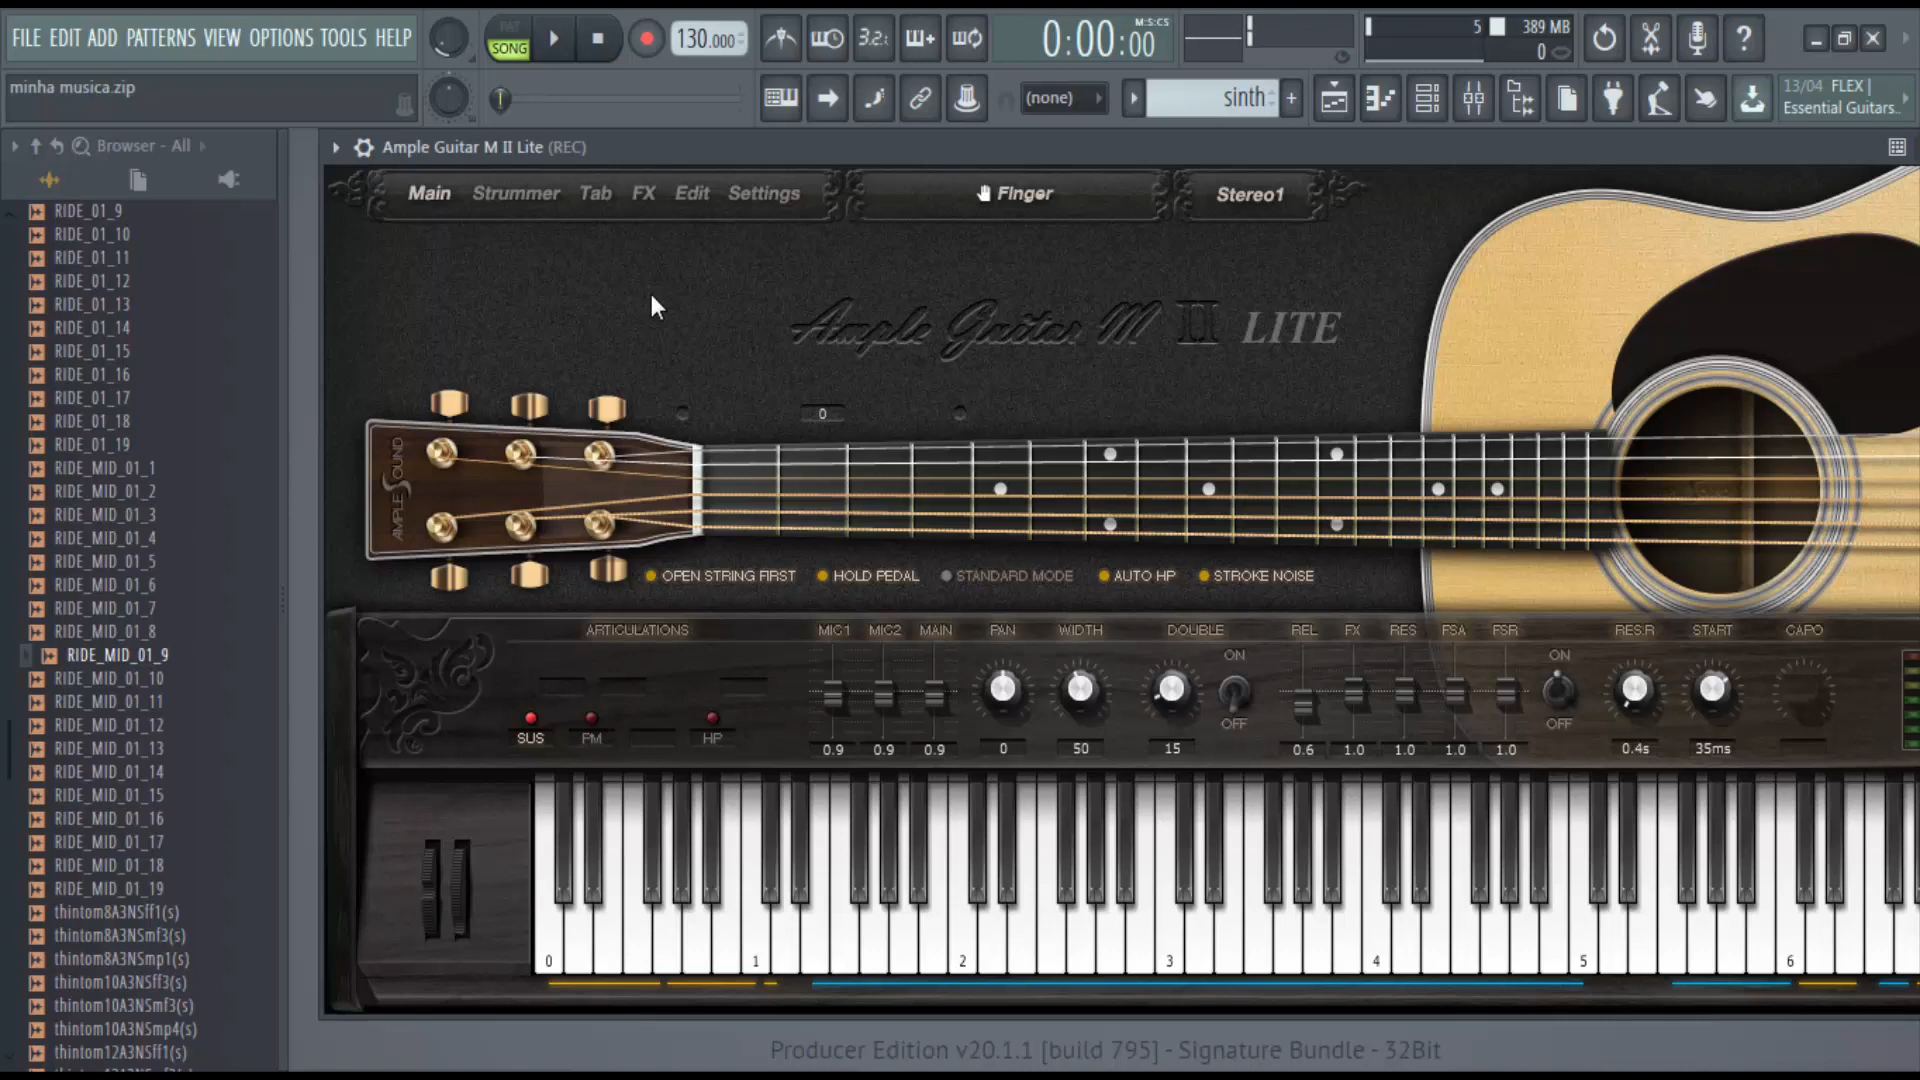 FILE EDIT ADD PATTERNS VIEW OPTIONS TOOLS HELP
PAT
SONG
130.000
3.2.
0:00:00
M:S:CS
5
389 MB
0
?
minha musica.zip
(none)
sinth
+
13/04 FLEX |
Essential Guitars..
Browser - All
Ample Guitar M II Lite (REC)
RIDE_01_9
RIDE_01_10
RIDE_01_11
RIDE_01_12
RIDE_01_13
RIDE_01_14
RIDE_01_15
RIDE_01_16
RIDE_01_17
RIDE_01_18
RIDE_01_19
RIDE_MID_01_1
RIDE_MID_01_2
RIDE_MID_01_3
RIDE_MID_01_4
RIDE_MID_01_5
RIDE_MID_01_6
RIDE_MID_01_7
RIDE_MID_01_8
RIDE_MID_01_9
RIDE_MID_01_10
RIDE_MID_01_11
RIDE_MID_01_12
RIDE_MID_01_13
RIDE_MID_01_14
RIDE_MID_01_15
RIDE_MID_01_16
RIDE_MID_01_17
RIDE_MID_01_18
RIDE_MID_01_19
thintom8A3NSff1(s)
thintom8A3NSmf3(s)
thintom8A3NSmp1(s)
thintom10A3NSff3(s)
thintom10A3NSmf3(s)
thintom10A3NSmp4(s)
thintom12A3NSff1(s)
Main Strummer Tab FX Edit Settings
Finger
Stereo1
Ample Guitar M II LITE
0
AMPLE SOUND
OPEN STRING FIRST HOLD PEDAL STANDARD MODE AUTO HP STROKE NOISE
ARTICULATIONS MIC1 MIC2 MAIN PAN WIDTH DOUBLE REL FX RES FSA FSR RES.R START CAPO
ON ON
OFF OFF
SUS FM HP
0.9 0.9 0.9 0 50 15 0.6 1.0 1.0 1.0 1.0 0.4s 35ms
0 1 2 3 4 5 6
Producer Edition v20.1.1 [build 795] - Signature Bundle - 32Bit